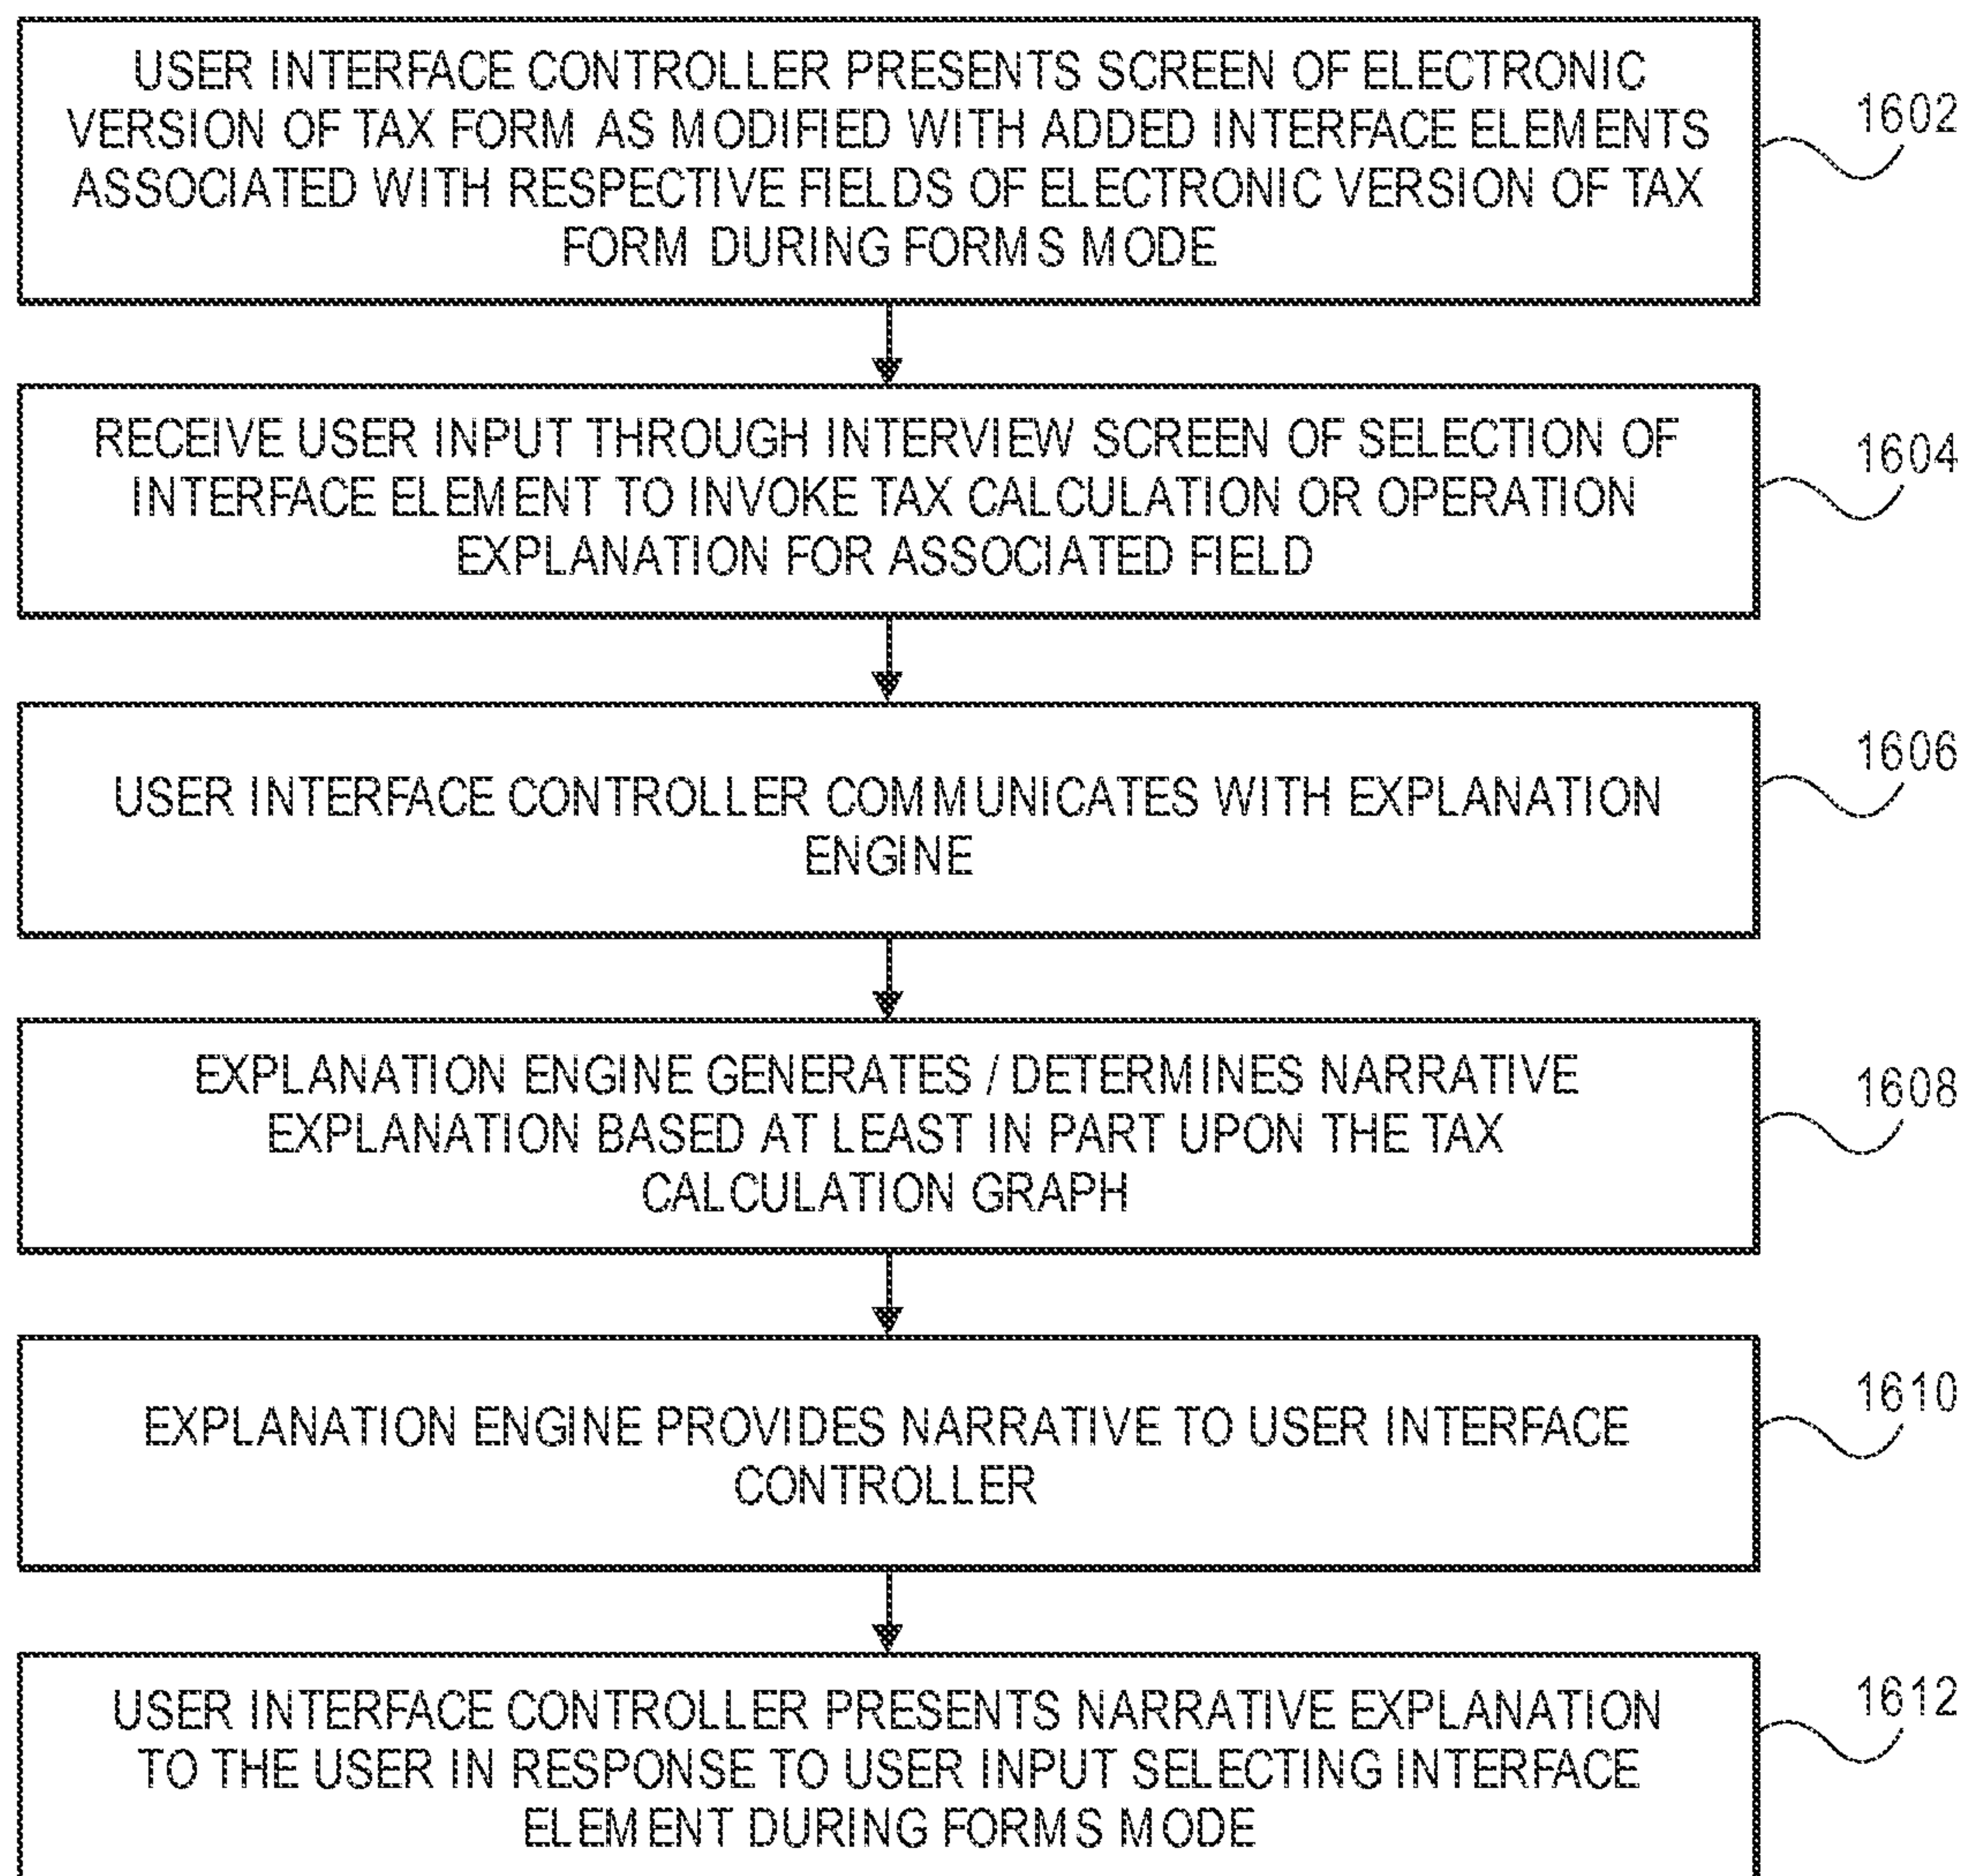 USER INTERFACE CONTROLLER PRESENTS SCREEN OF ELECTRONIC
VERSION OF TAX FORM AS MODIFIED WITH ADDED INTERFACE ELEMENTS
ASSOCIATED WITH RESPECTIVE FIELDS OF ELECTRONIC VERSION OF TAX
FORM DURING FORMS MODE
1602
RECEIVE USER INPUT THROUGH INTERVIEW SCREEN OF SELECTION OF
INTERFACE ELEMENT TO INVOKE TAX CALCULATION OR OPERATION
EXPLANATION FOR ASSOCIATED FIELD
1604
USER INTERFACE CONTROLLER COMMUNICATES WITH EXPLANATION
ENGINE
1606
EXPLANATION ENGINE GENERATES / DETERMINES NARRATIVE
EXPLANATION BASED AT LEAST IN PART UPON THE TAX
CALCULATION GRAPH
1608
EXPLANATION ENGINE PROVIDES NARRATIVE TO USER INTERFACE
CONTROLLER
1610
USER INTERFACE CONTROLLER PRESENTS NARRATIVE EXPLANATION
TO THE USER IN RESPONSE TO USER INPUT SELECTING INTERFACE
ELEMENT DURING FORMS MODE
1612